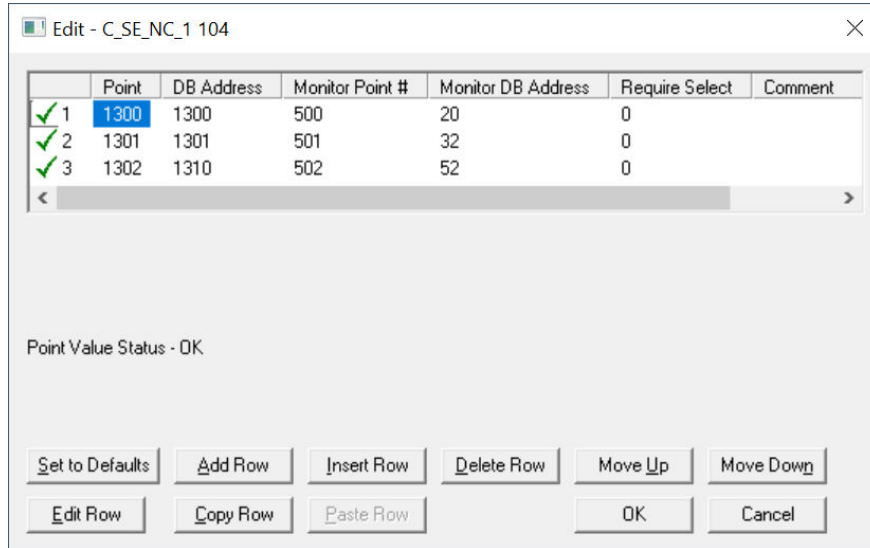 Edit - C_SE_NC_1 104
Point DB Address Monitor Point # Monitor DB Address Require Select Comment
1 1300 1300 500 20 0
2 1301 1301 501 32 0
3 1302 1310 502 52 0
Point Value Status - OK
Set to Defaults Add Row Insert Row Delete Row Move Up Move Down
Edit Row Copy Row Paste Row OK Cancel